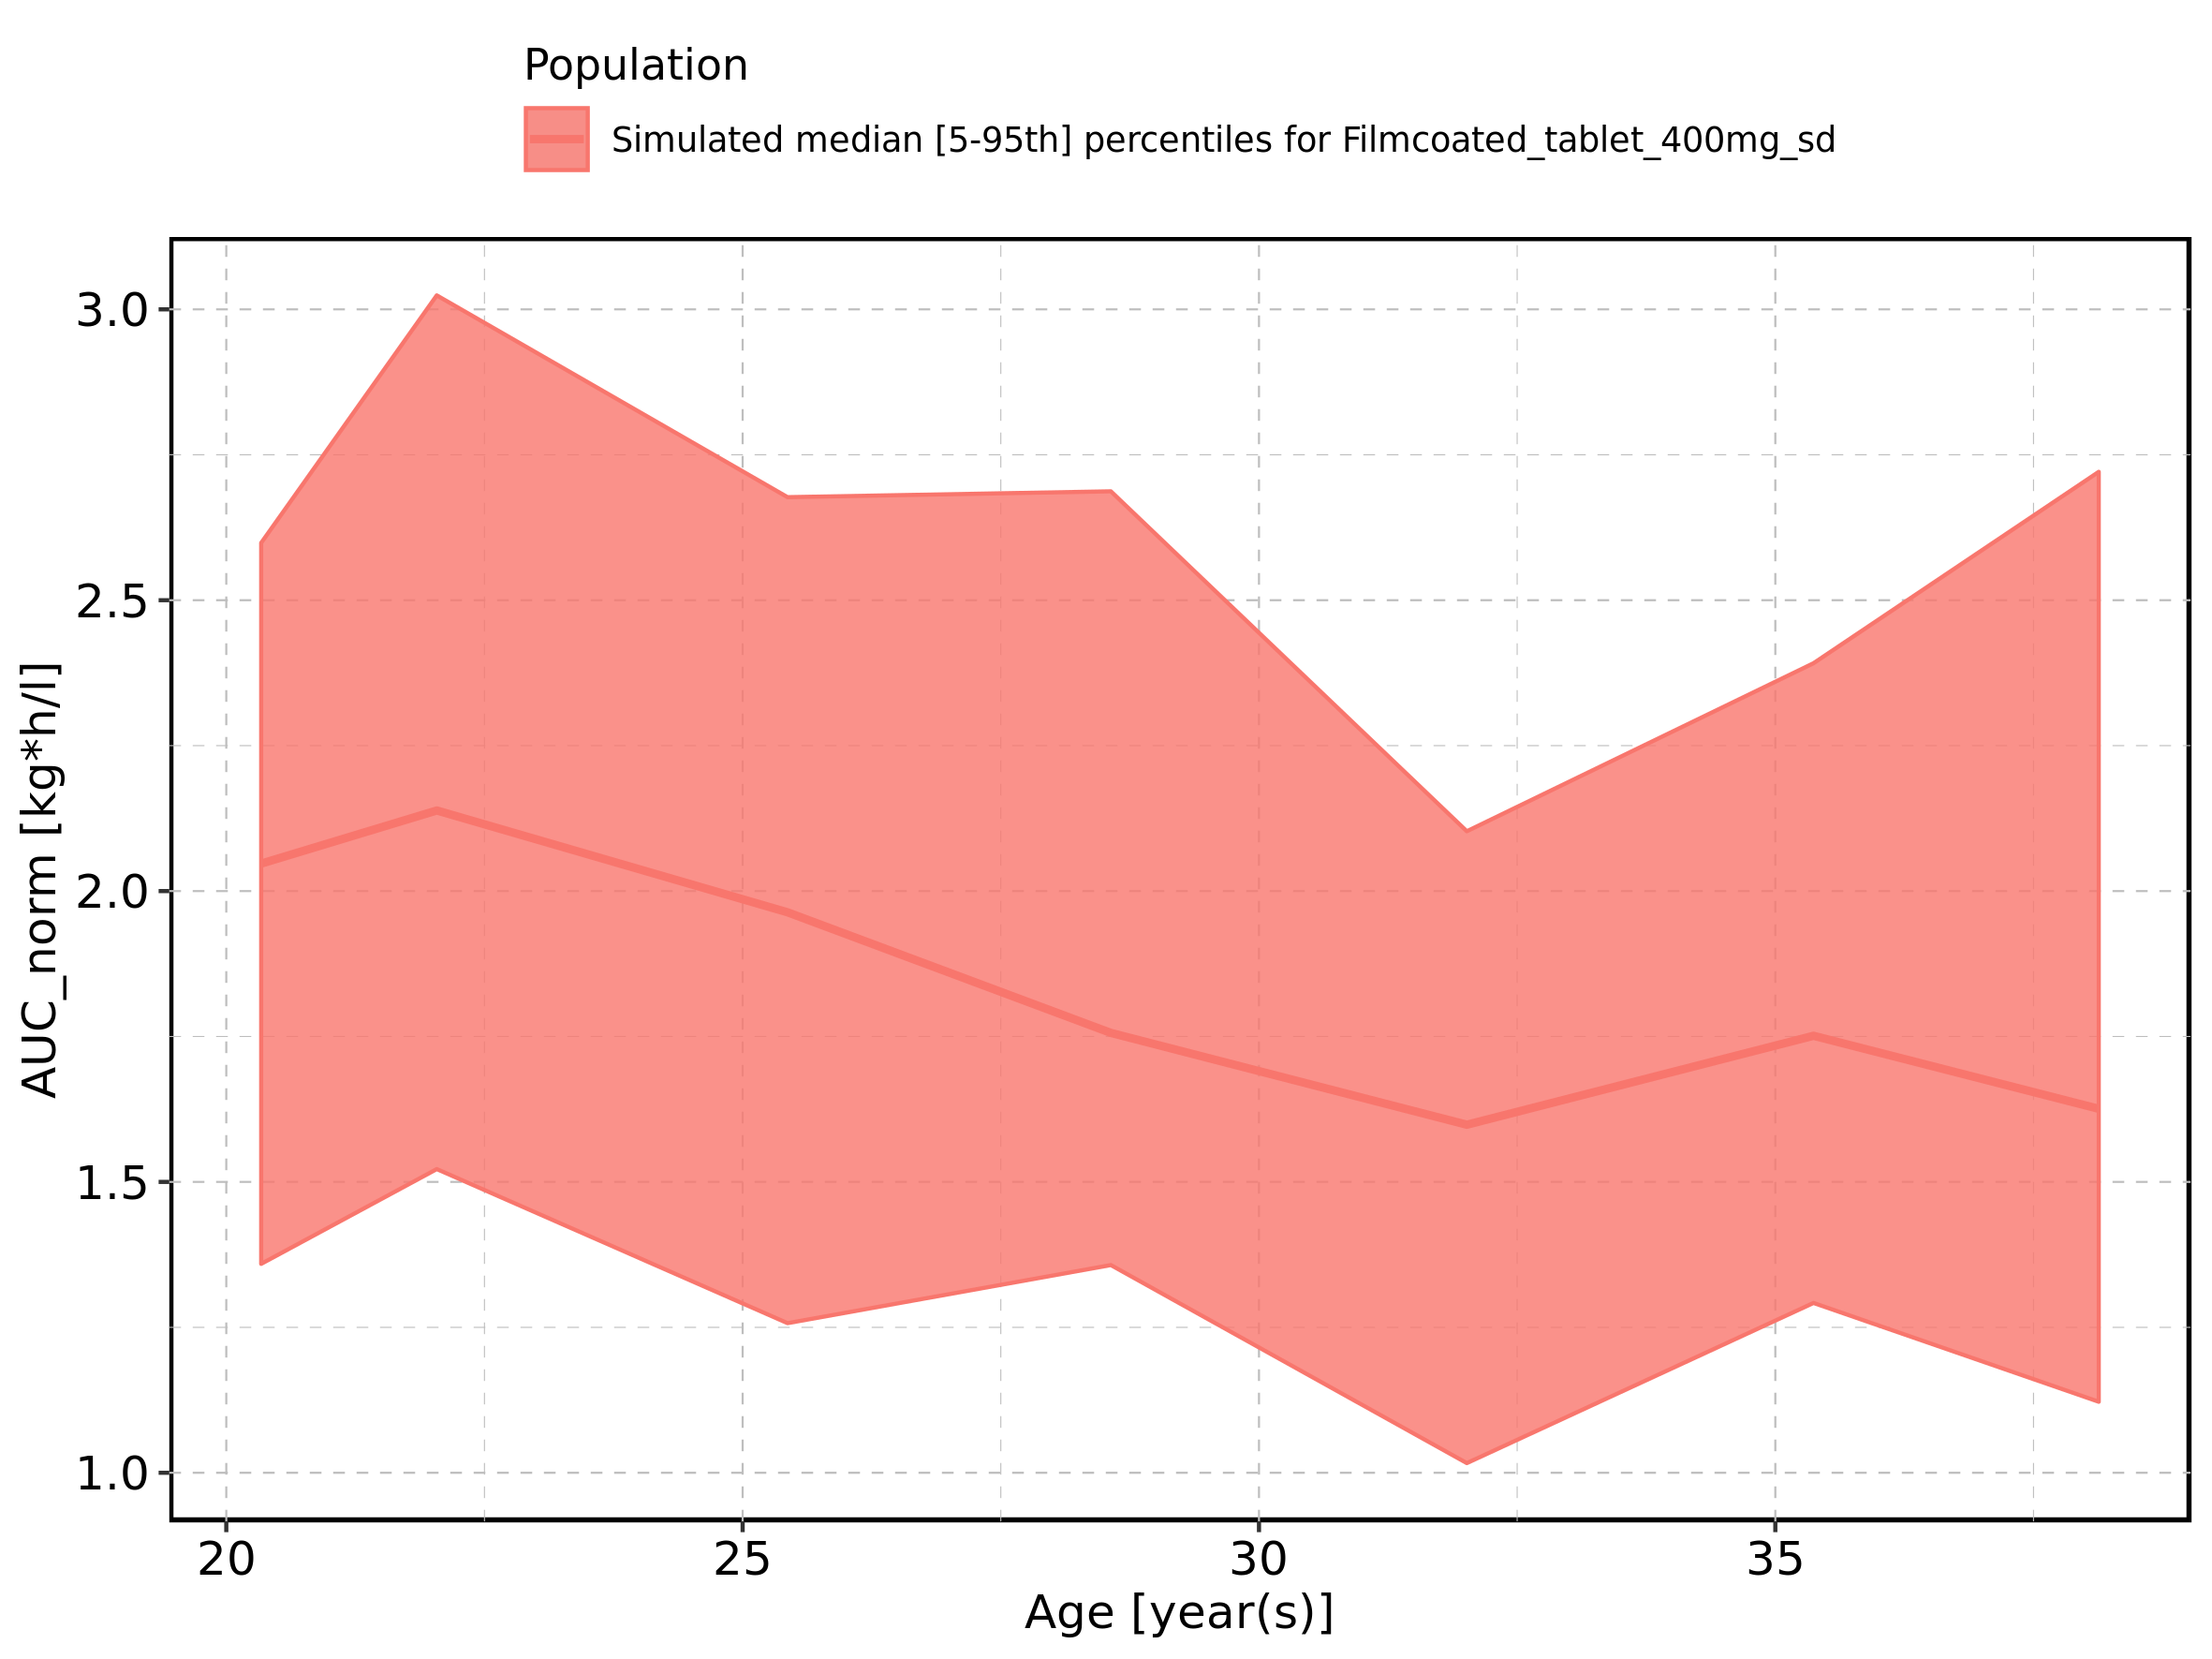 Population
Simulated median [5-95th] percentiles for Filmcoated_tablet_400mg_sd
3.0
2.5
2.0
1.5
1.0
AUC_norm [kg*h/l]
20 25 30 35
Age [year(s)]